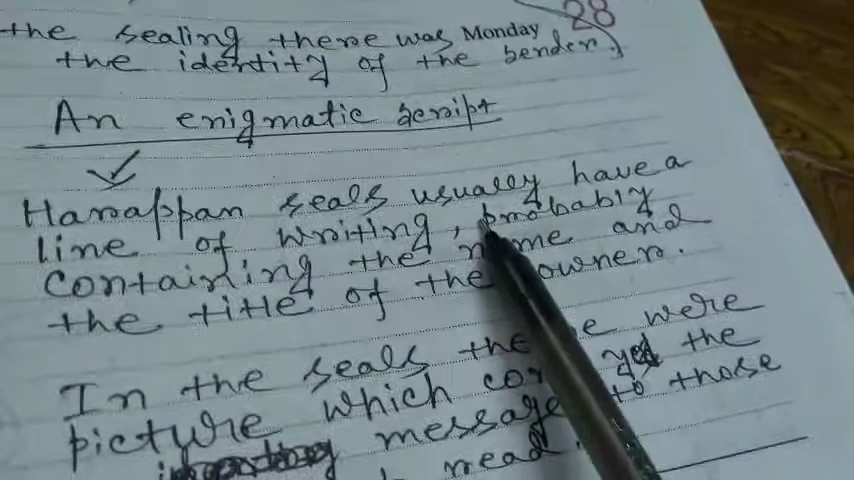 28
the sealing there was Monday
the identity of the sender.
An enigmatic script
Harappan seals usually have a
line of writing, probably
containing the name and
the title of the owner.
In the seals there were
picture which conveyed the
message to those
read.